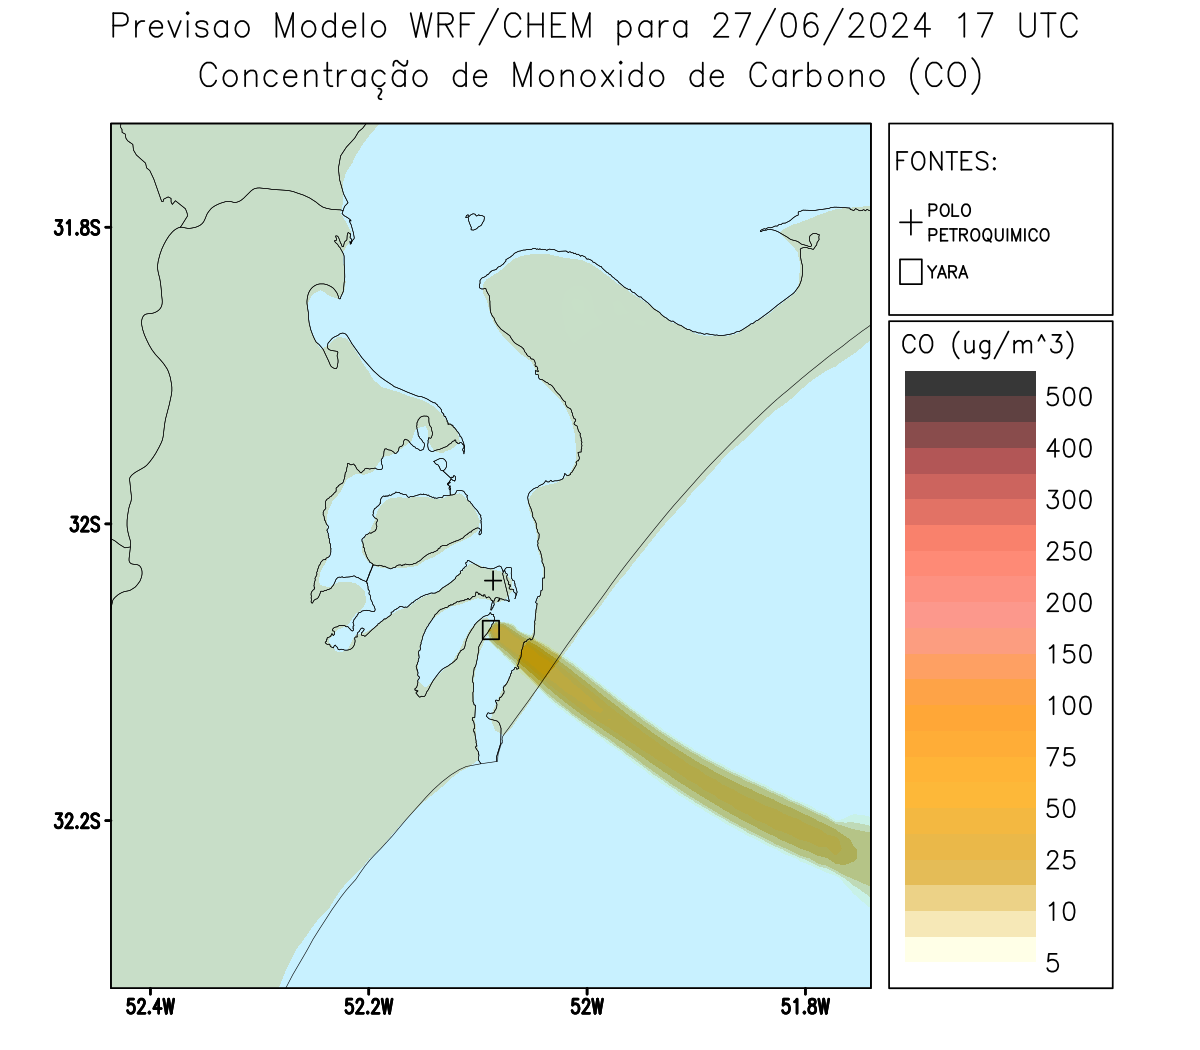 Previsao Modelo WRF/CHEM para 27/06/2024 17 UTC
Concentração de Monoxido de Carbono (CO)
FONTES:
POLO
PETROQUIMICO
YARA
CO (ug/m^3)
500
400
300
250
200
150
100
75
50
25
10
5
31.8S
32S
32.2S
52.4W
52.2W
52W
51.8W